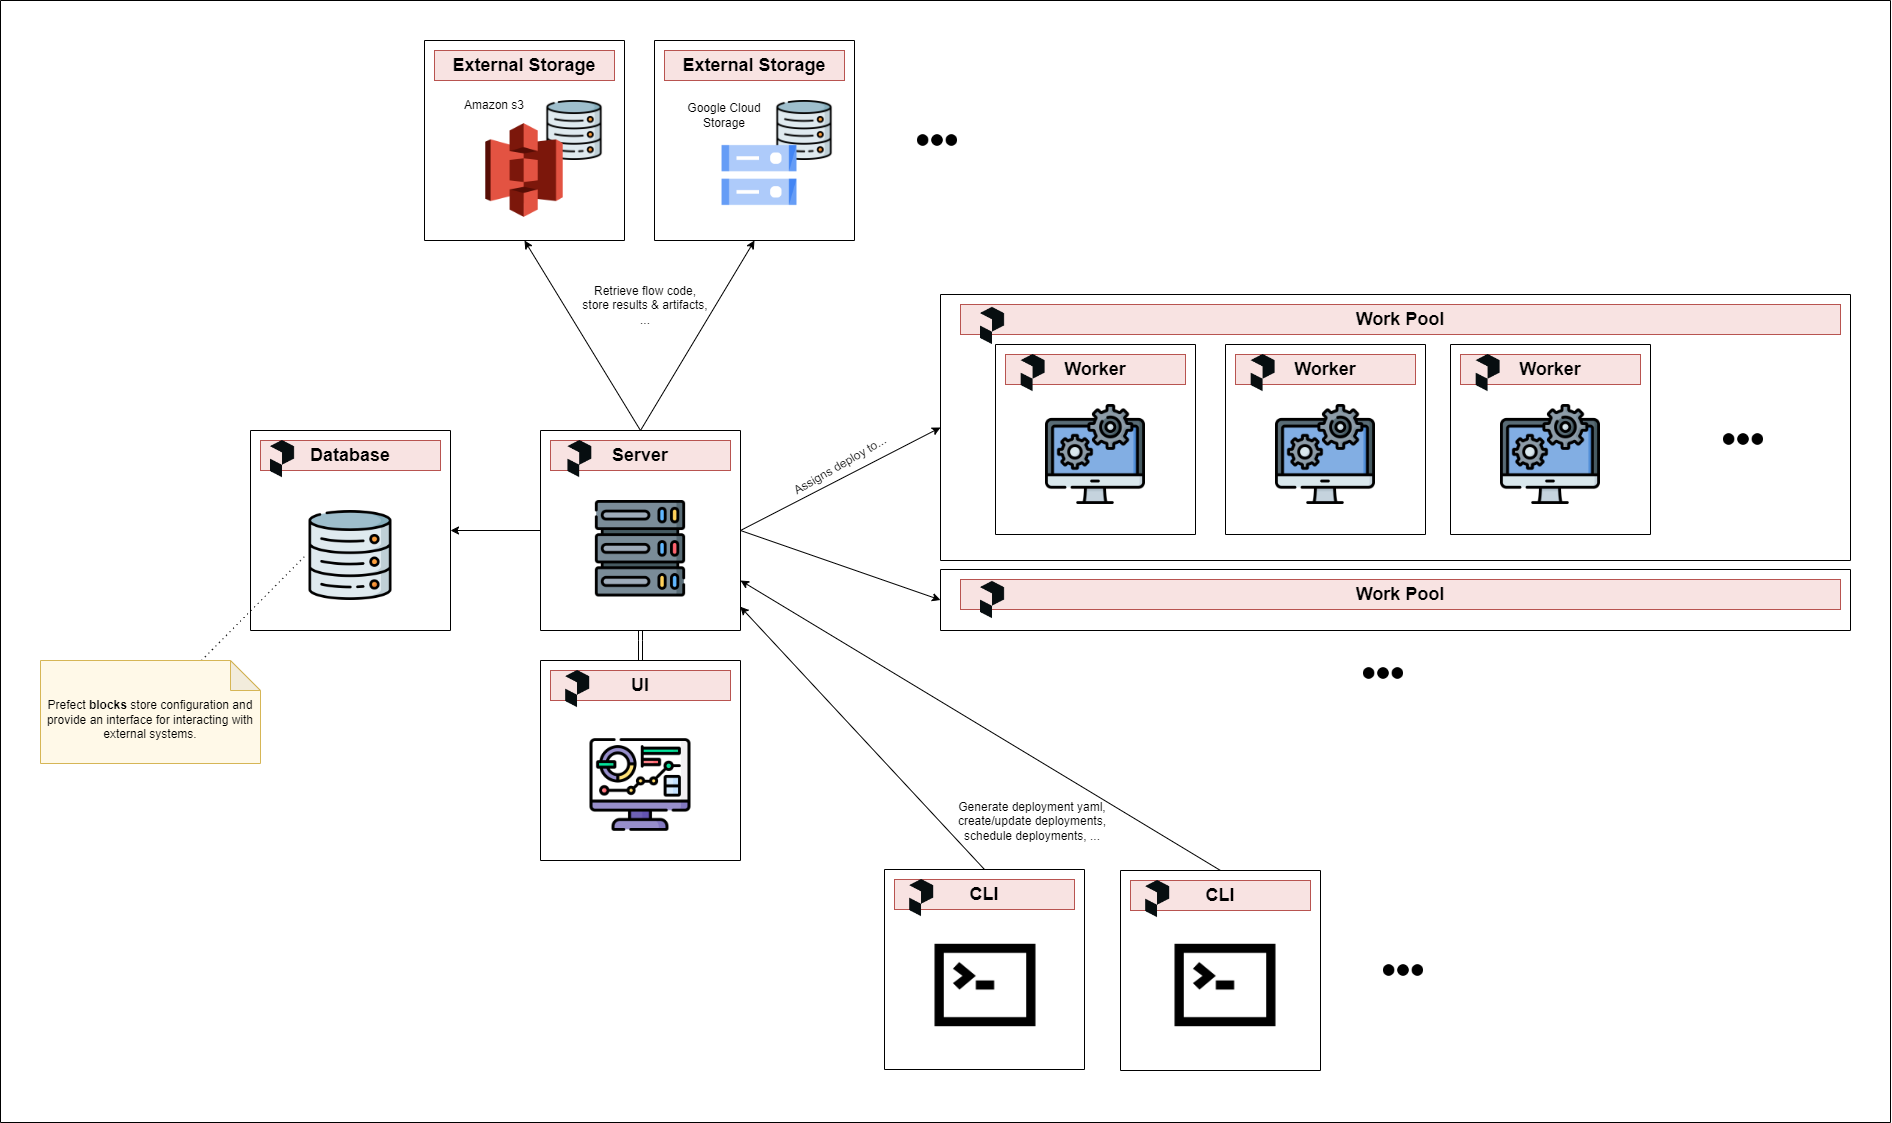 External Storage
Amazon s3
External Storage
Google Cloud
Storage
Retrieve flow code,
store results & artifacts,
...
Work Pool
Worker
Worker
Worker
Assigns deploy to...
Database
Server
Work Pool
UI
Prefect blocks store configuration and
provide an interface for interacting with
external systems.
Generate deployment yaml,
create/update deployments,
schedule deployments, ...
CLI
>_
CLI
>_